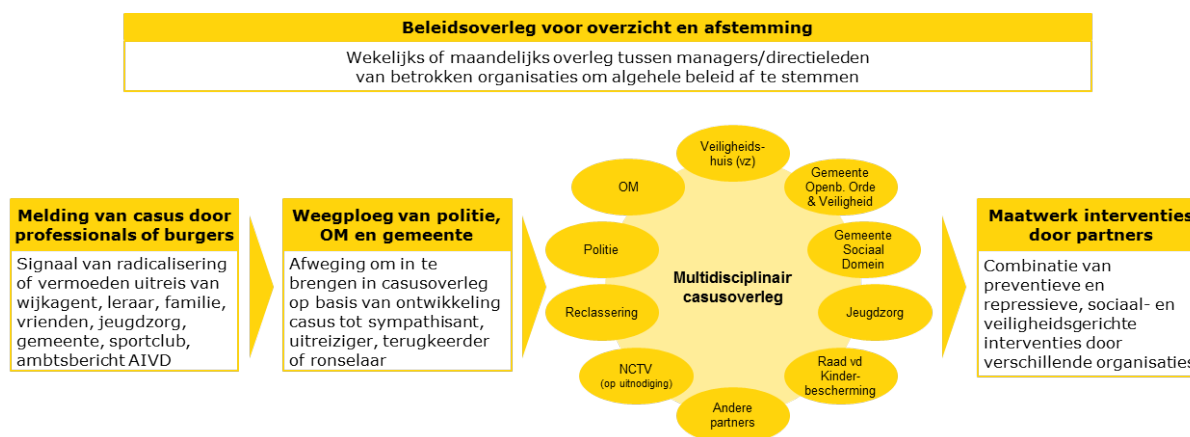 Beleidsoverleg voor overzicht en afstemming
Wekelijks of maandelijks overleg tussen managers/directieleden
van betrokken organisaties om algehele beleid af te stemmen
Melding van casus door
professionals of burgers
Signaal van radicalisering
of vermoeden uitreis van
wijkagent, leraar, familie,
vrienden, jeugdzorg,
gemeente, sportclub,
ambtsbericht AIVD
Weegploeg van politie,
OM en gemeente
Afweging om in te
brengen in casusoverleg
op basis van ontwikkeling
casus tot sympathisant,
uitreiziger, terugkeerder
of ronselaar
Multidisciplinair
casusoverleg
Veiligheids-
huis (vz)
Gemeente
Openb. Orde
& Veiligheid
Gemeente
Sociaal
Domein
Jeugdzorg
Raad vd
Kinder-
bescherming
Andere
partners
NCTV
(op uitnodiging)
Reclassering
Politie
OM
Maatwerk interventies
door partners
Combinatie van
preventieve en
repressieve, sociaal- en
veiligheidsgerichte
interventies door
verschillende organisaties